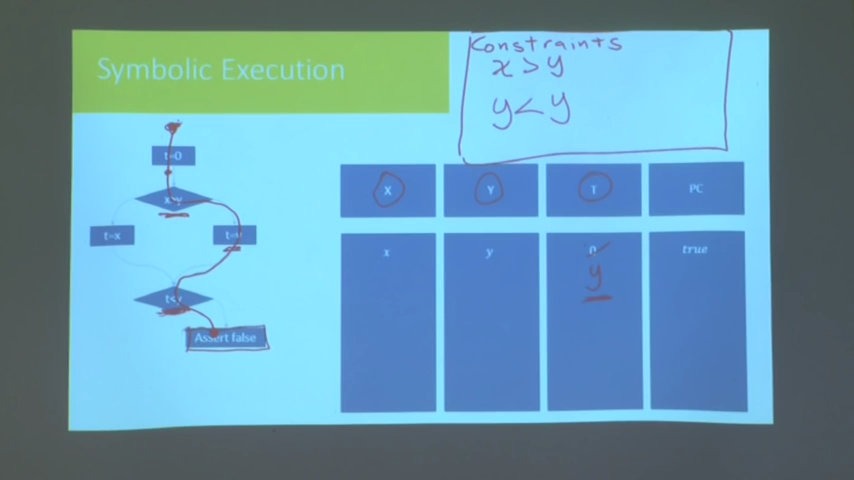 Symbolic Execution
Constraints
x > y
y < y
t=0
x>y
t=x
t=y
Assert false
X Y T PC
x y 0 true
y